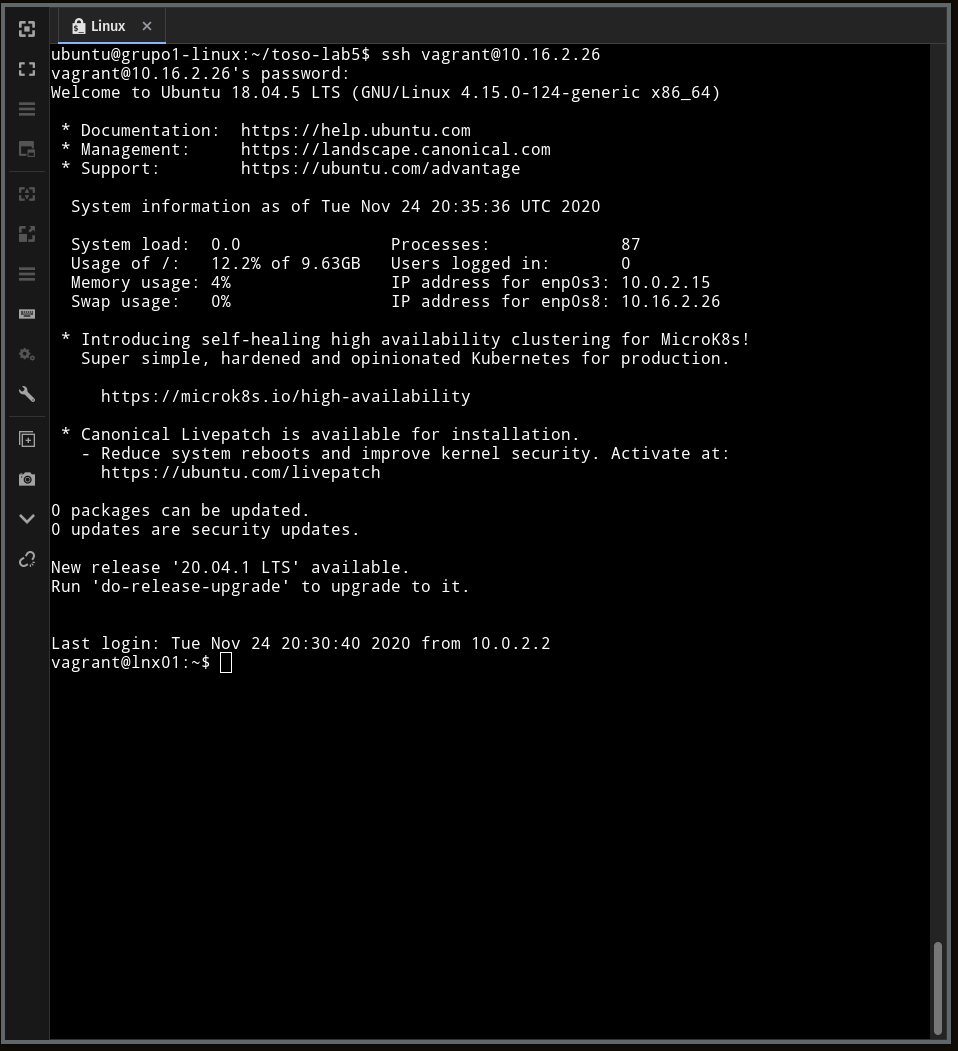 Linux
ubuntu@grupo1-linux:~/toso-lab5$ ssh vagrant@10.16.2.26
vagrant@10.16.2.26's password:
Welcome to Ubuntu 18.04.5 LTS (GNU/Linux 4.15.0-124-generic x86_64)
* Documentation:  https://help.ubuntu.com
* Management:     https://landscape.canonical.com
* Support:        https://ubuntu.com/advantage
System information as of Tue Nov 24 20:35:36 UTC 2020
System load:  0.0               Processes:             87
Usage of /:   12.2% of 9.63GB   Users logged in:       0
Memory usage: 4%                IP address for enp0s3: 10.0.2.15
Swap usage:   0%                IP address for enp0s8: 10.16.2.26
* Introducing self-healing high availability clustering for MicroK8s!
Super simple, hardened and opinionated Kubernetes for production.
https://microk8s.io/high-availability
* Canonical Livepatch is available for installation.
- Reduce system reboots and improve kernel security. Activate at:
https://ubuntu.com/livepatch
0 packages can be updated.
0 updates are security updates.
New release '20.04.1 LTS' available.
Run 'do-release-upgrade' to upgrade to it.
Last login: Tue Nov 24 20:30:40 2020 from 10.0.2.2
vagrant@lnx01:~$